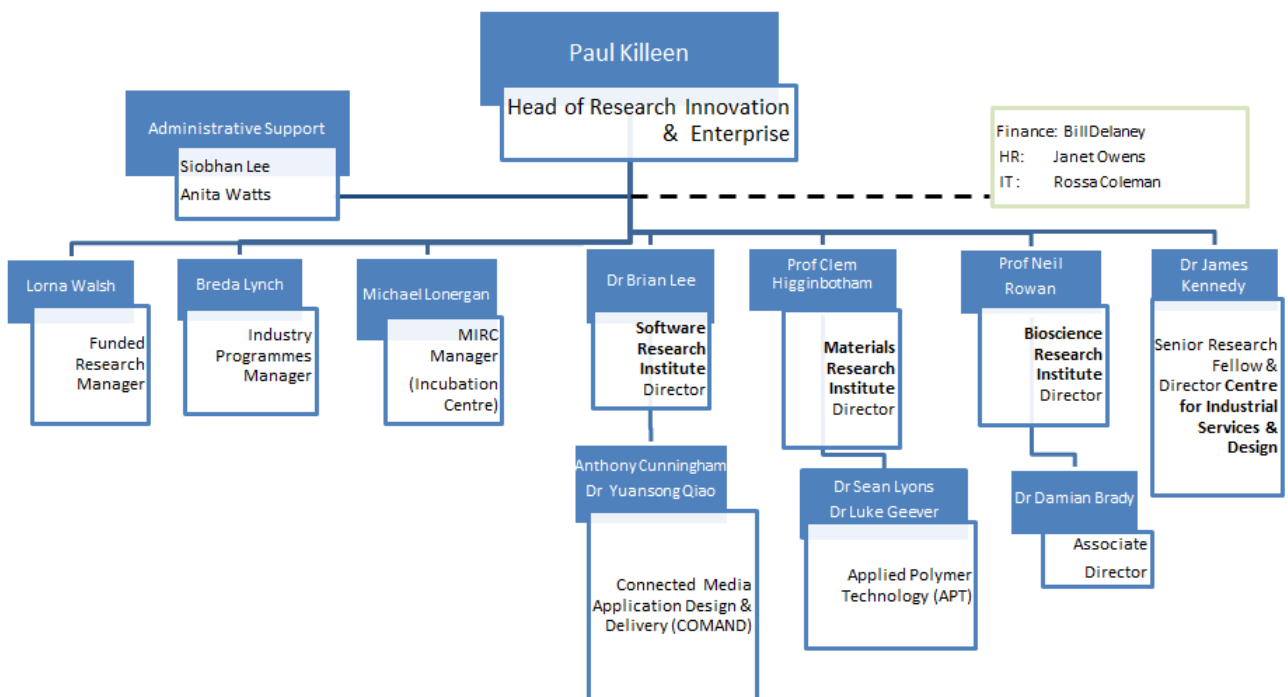 Paul Killeen
Head of Research Innovation
& Enterprise
Administrative Support
Siobhan Lee
Anita Watts
Finance: Bill Delaney
HR: Janet Owens
IT : Rossa Coleman
Lorna Walsh
Funded
Research
Manager
Breda Lynch
Industry
Programmes
Manager
Michael Lonergan
MIRC
Manager
(Incubation
Centre)
Dr Brian Lee
Software
Research
Institute
Director
Prof Clem
Higginbotham
Materials
Research
Institute
Director
Prof Neil
Rowan
Bioscience
Research
Institute
Director
Dr James
Kennedy
Senior Research
Fellow &
Director Centre
for Industrial
Services &
Design
Anthony Cunningham
Dr Yuansong Qiao
Connected Media
Application Design &
Delivery (COMAND)
Dr Sean Lyons
Dr Luke Geever
Applied Polymer
Technology (APT)
Dr Damian Brady
Associate
Director